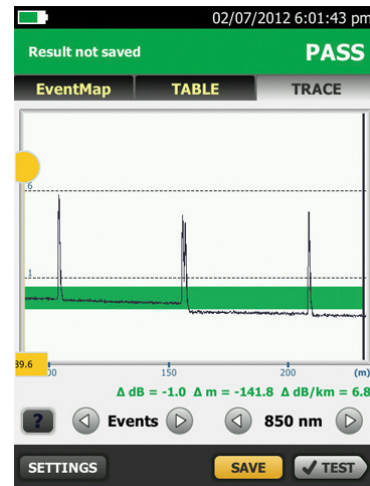 02/07/2012 6:01:43 pm
Result not saved PASS
EventMap TABLE TRACE
6
1
39.6 00 150 200 (m)
Δ dB = -1.0 Δ m = -141.8 Δ dB/km = 6.8
? Events 850 nm
SETTINGS SAVE TEST